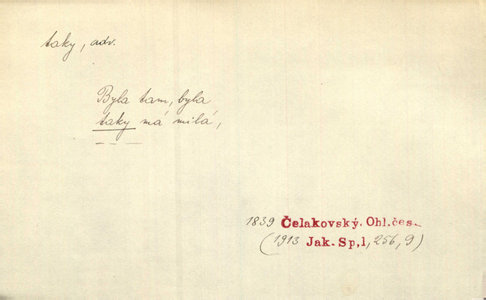 taky, adv.
Byla tam, byla
taky má milá,
1839 Čelakovský. Ohl.čes.
(1913 Jak. Sp,1,256,9)